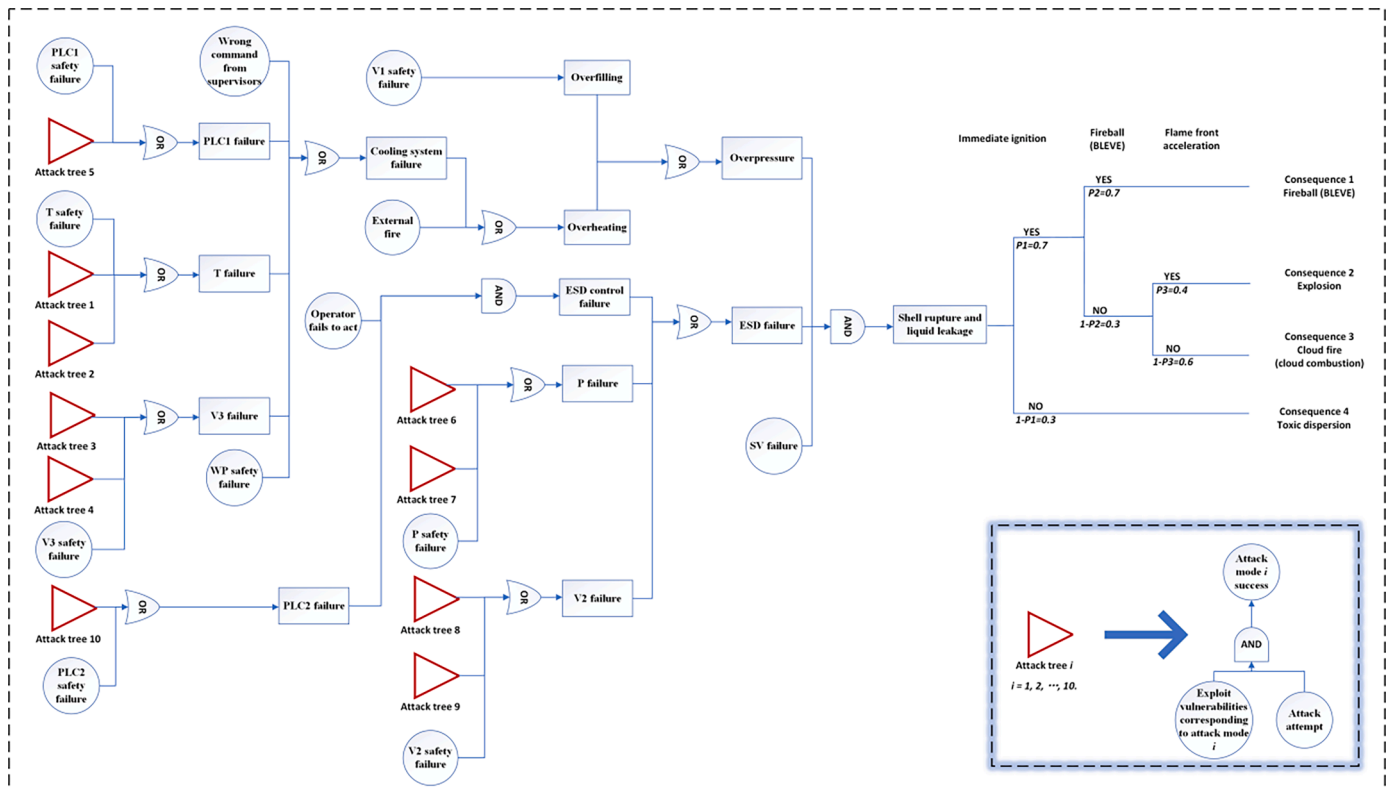 PLC1
safety
failure
Attack tree 5
OR
PLC1 failure
Wrong
command
from
supervisors
T safety
failure
Attack tree 1
Attack tree 2
OR
T failure
Attack tree 3
Attack tree 4
V3 safety
failure
OR
V3 failure
WP safety
failure
OR
Cooling system
failure
V1 safety
failure
Overfilling
External
fire
OR
Overheating
OR
Overpressure
Attack tree 10
PLC2
safety
failure
OR
PLC2 failure
Operator
fails to act
AND
ESD control
failure
Attack tree 6
Attack tree 7
P safety
failure
OR
P failure
Attack tree 8
Attack tree 9
V2 safety
failure
OR
V2 failure
OR
ESD failure
SV failure
AND
Shell rupture and
liquid leakage
Immediate ignition
Fireball
(BLEVE)
Flame front
acceleration
YES
P1=0.7
YES
P2=0.7
NO
1-P2=0.3
YES
P3=0.4
NO
1-P3=0.6
NO
1-P1=0.3
Consequence 1
Fireball (BLEVE)
Consequence 2
Explosion
Consequence 3
Cloud fire
(cloud combustion)
Consequence 4
Toxic dispersion
Attack tree i
i = 1, 2, ···, 10.
Attack
mode i
success
AND
Exploit
vulnerabilities
corresponding
to attack mode
i
Attack
attempt